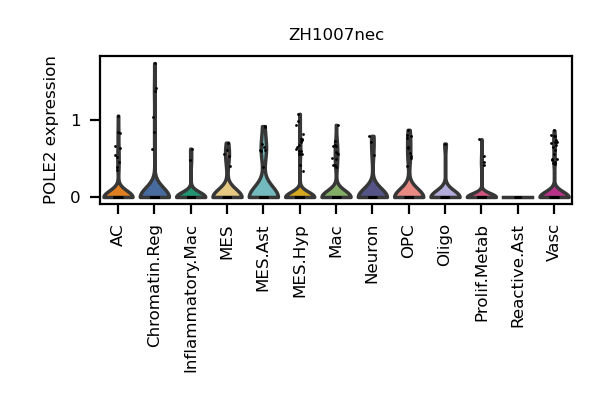 ZH1007nec
POLE2 expression
1
0
AC
Chromatin.Reg
Inflammatory.Mac
MES
MES.Ast
MES.Hyp
Mac
Neuron
OPC
Oligo
Prolif.Metab
Reactive.Ast
Vasc